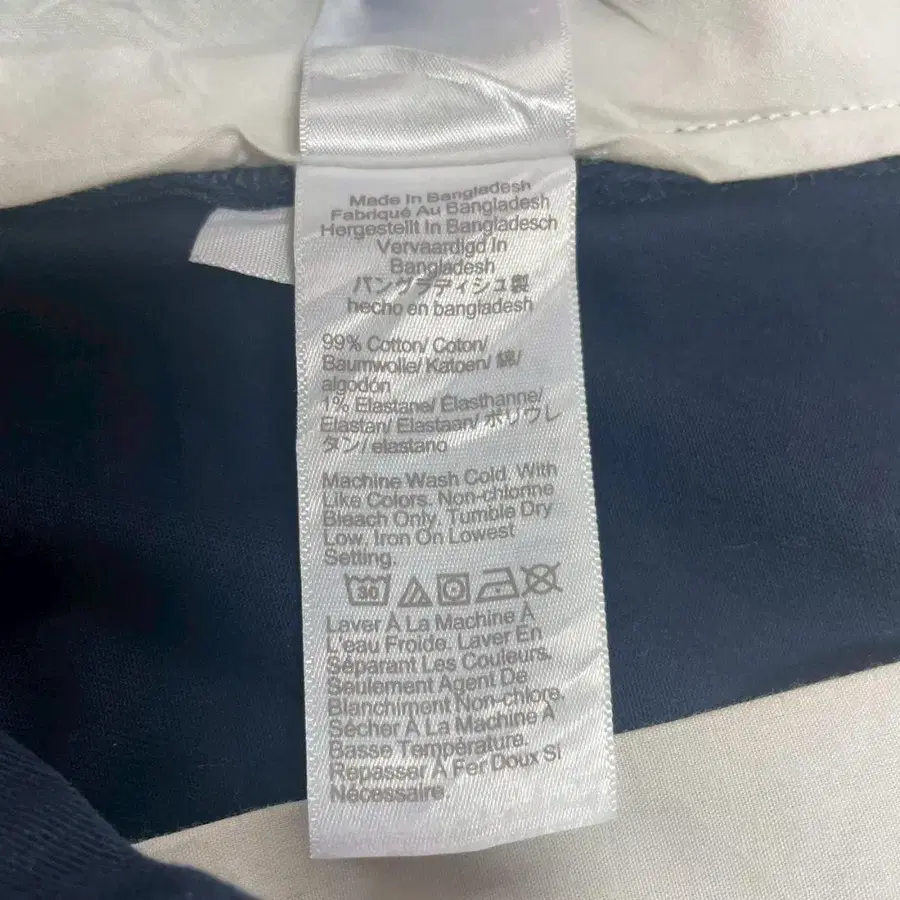 Made In Bangladesh
Fabriqué Au Bangladesh
Hergestellt In Bangladesch
Vervaardigd In
Bangladesh
バングラディシュ製
hecho en bangladesh
99% Cotton/ Coton/
Baumwolle/ Katoen/ 綿/
algodón
1% Elastane/ Élasthanne/
Elastan/ Elastaan/ ポリウレ
タン/ elastano
Machine Wash Cold. With
Like Colors. Non-chlorine
Bleach Only. Tumble Dry
Low. Iron On Lowest
Setting.
30
Laver À La Machine À
L'eau Froide. Laver En
Séparant Les Couleurs.
Seulement Agent De
Blanchiment Non-chlore.
Sécher À La Machine À
Basse Température.
Repasser À Fer Doux Si
Nécessaire.